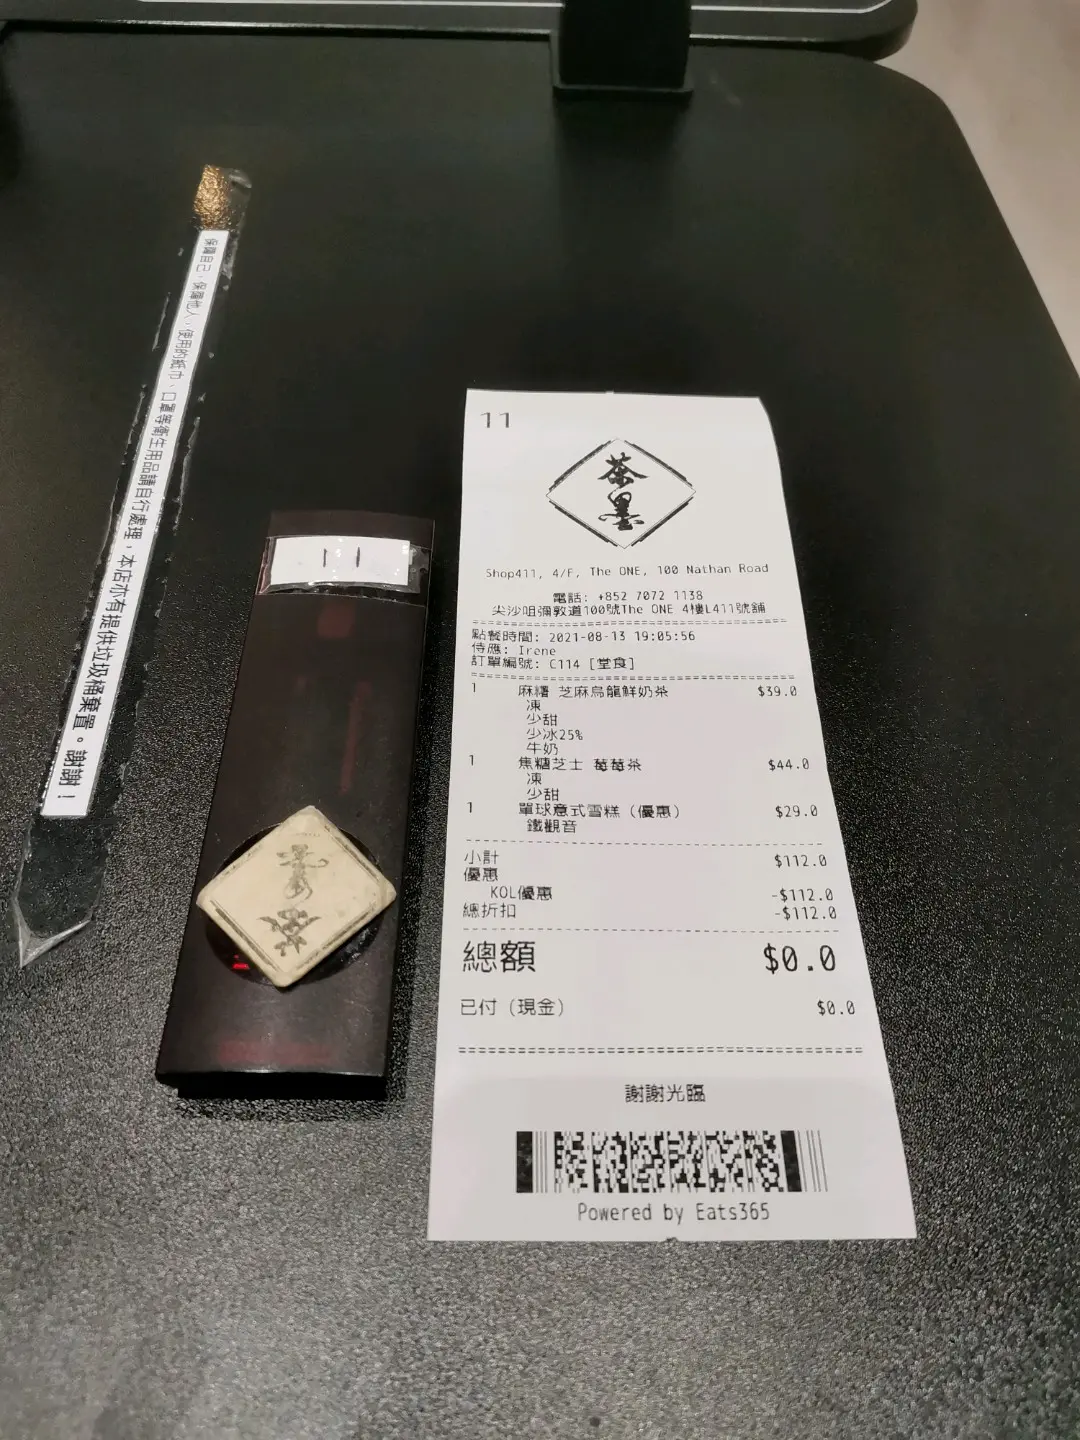 保護自己，保護他人，使用的紙巾、口罩等衛生用品請自行處理，本店亦有提供垃圾桶棄置。謝謝！
11
茶墨
11
茶
墨
Shop411, 4/F, The ONE, 100 Nathan Road
電話: +852 7072 1138
尖沙咀彌敦道100號The ONE 4樓L411號舖
點餐時間: 2021-08-13 19:05:56
侍應: Irene
訂單編號: C114 [堂食]
1 麻糬 芝麻烏龍鮮奶茶 $39.0
凍
少甜
少冰25%
牛奶
1 焦糖芝士 莓莓茶 $44.0
凍
少甜
1 單球意式雪糕（優惠） $29.0
鐵觀音
小計 $112.0
優惠
KOL優惠 -$112.0
總折扣 -$112.0
總額 $0.0
已付（現金） $0.0
謝謝光臨
Powered by Eats365